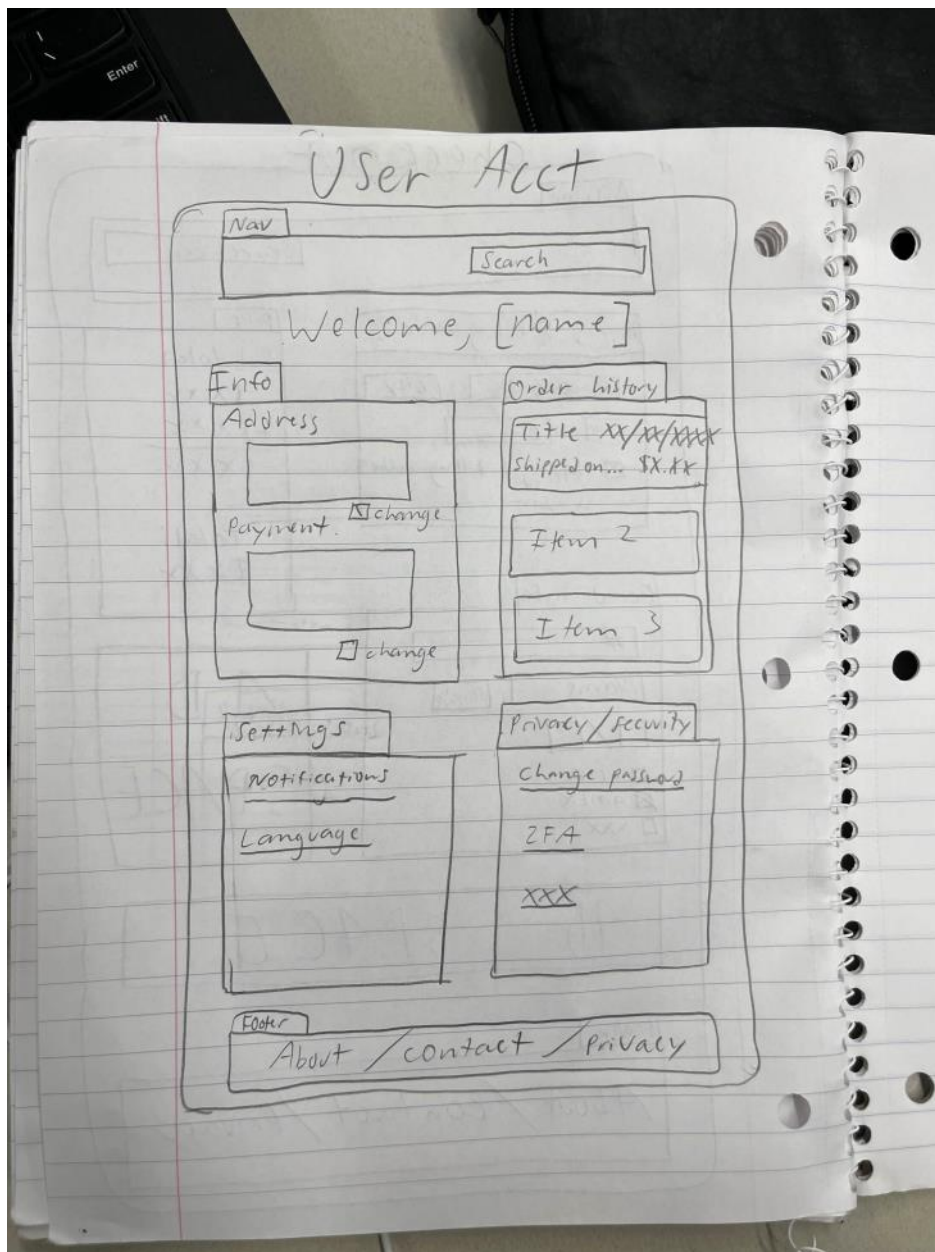 Enter
User Acct
Nav
Search
Welcome, [name]
Info
Address
change
Payment.
change
Order history
Title XX/XX/XXXX
Shipped on... $X.XX
Item 2
Item 3
Settings
Notifications
Language
Privacy/security
Change password
2FA
XXX
Footer
About / contact / Privacy